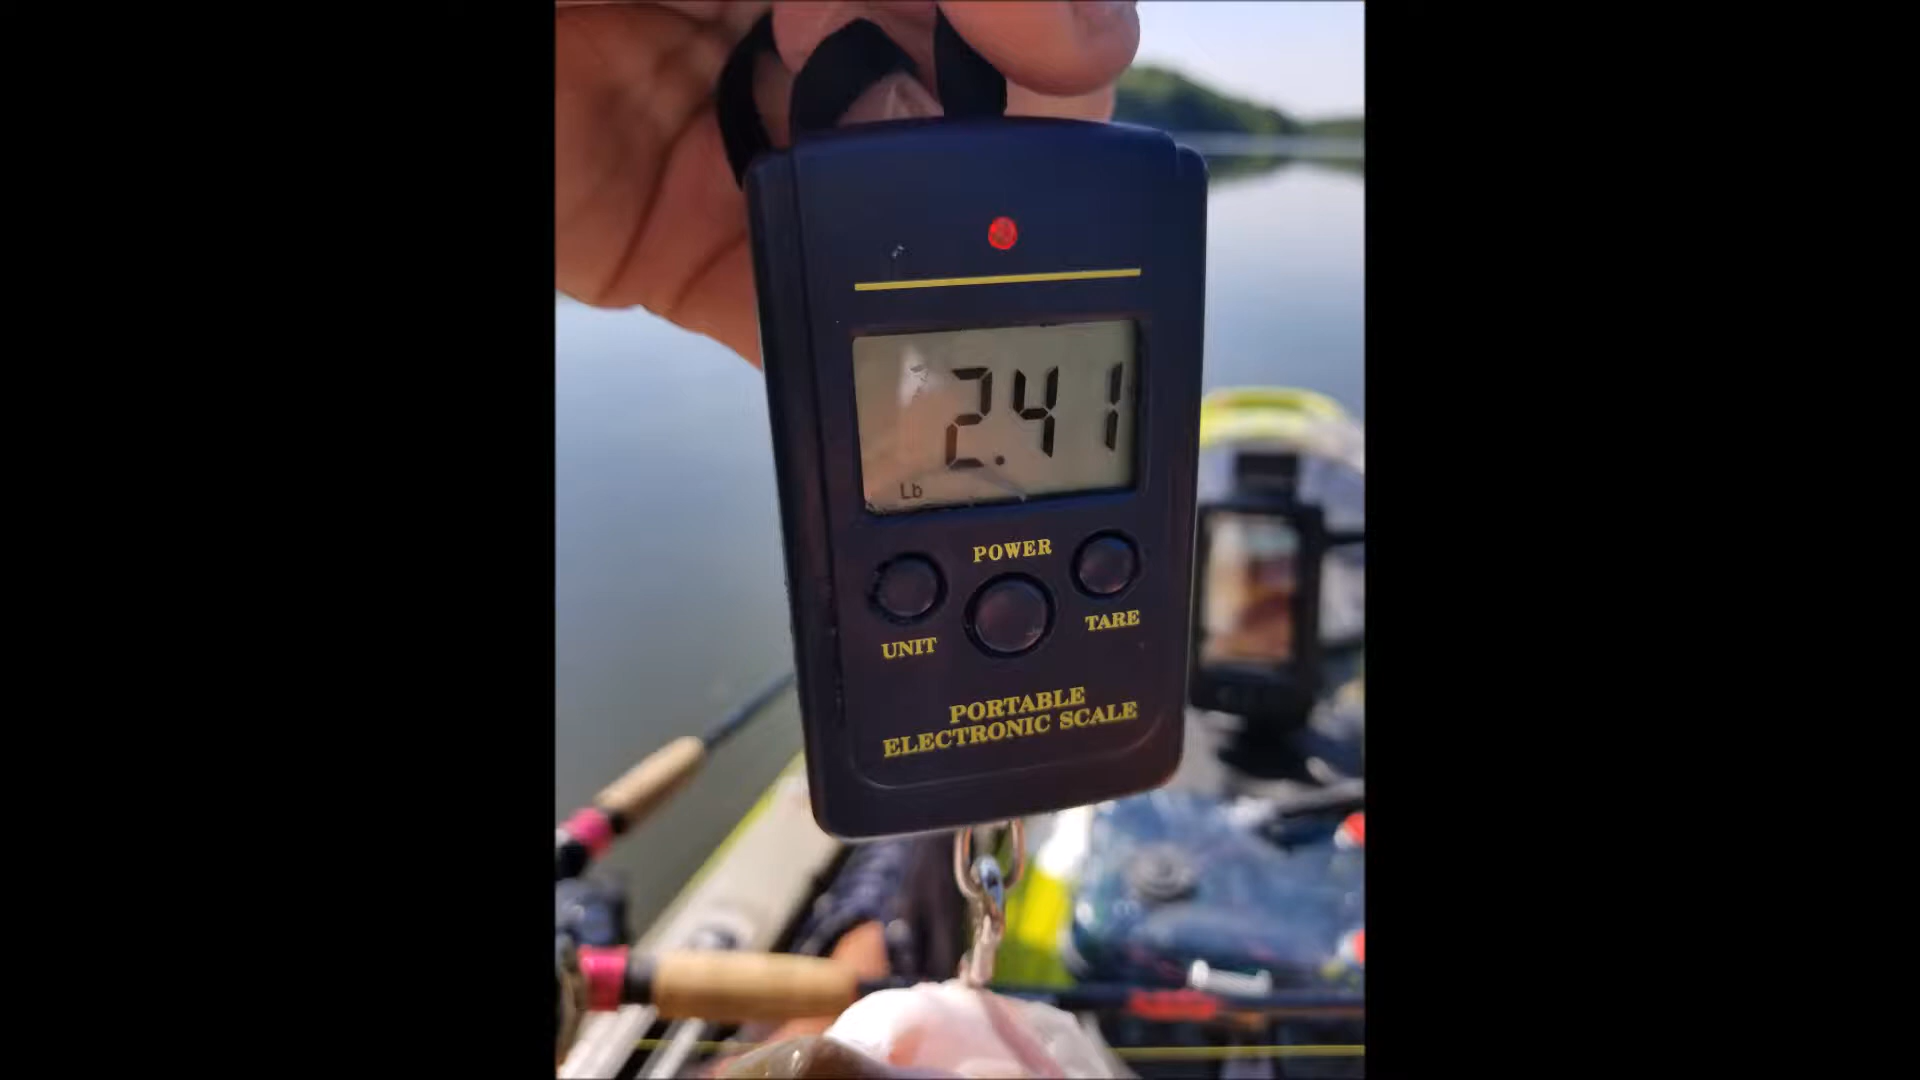 2.41
Lb
POWER
UNIT
TARE
PORTABLE
ELECTRONIC SCALE